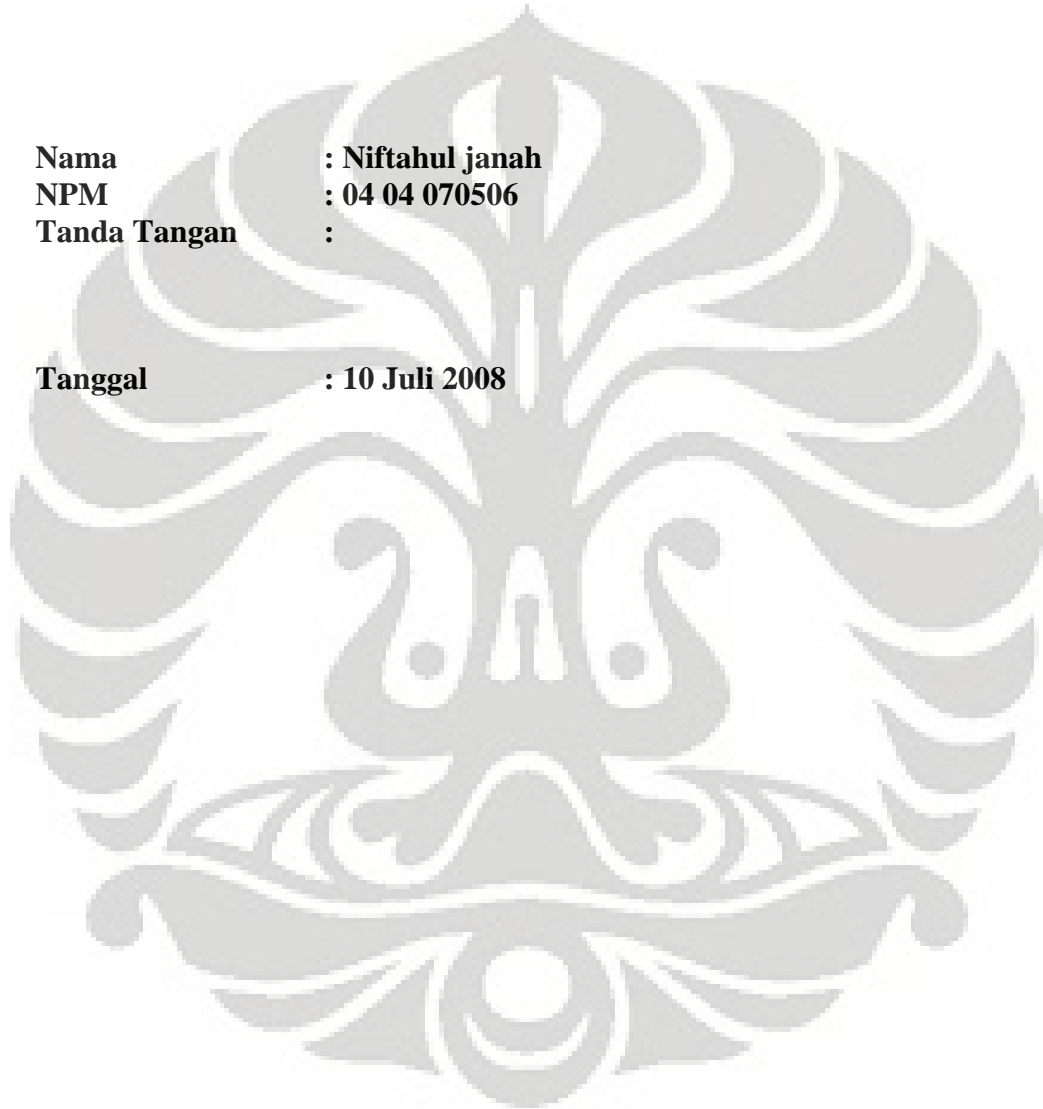 Nama : Niftahul janah
NPM : 04 04 070506
Tanda Tangan :
Tanggal : 10 Juli 2008